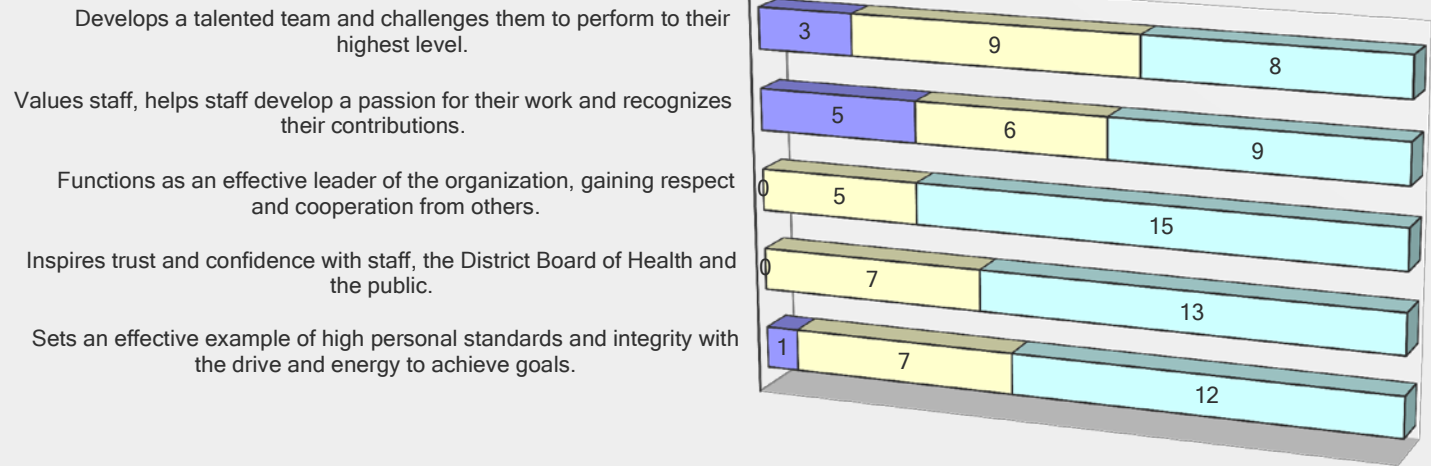 Develops a talented team and challenges them to perform to their
highest level.
3
9
8
Values staff, helps staff develop a passion for their work and recognizes
their contributions.
5
6
9
Functions as an effective leader of the organization, gaining respect
and cooperation from others.
0
5
15
Inspires trust and confidence with staff, the District Board of Health and
the public.
0
7
13
Sets an effective example of high personal standards and integrity with
the drive and energy to achieve goals.
1
7
12